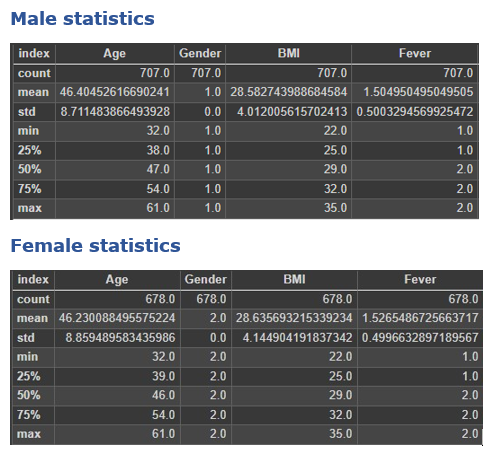 Male statistics
index Age Gender BMI Fever
count 707.0 707.0 707.0 707.0
mean 46.40452616690241 1.0 28.582743988684584 1.504950495049505
std 8.711483866493928 0.0 4.012005615702413 0.5003294569925472
min 32.0 1.0 22.0 1.0
25% 38.0 1.0 25.0 1.0
50% 47.0 1.0 29.0 2.0
75% 54.0 1.0 32.0 2.0
max 61.0 1.0 35.0 2.0
Female statistics
index Age Gender BMI Fever
count 678.0 678.0 678.0 678.0
mean 46.230088495575224 2.0 28.635693215339234 1.5265486725663717
std 8.859489583435986 0.0 4.144904191837342 0.4996632897189567
min 32.0 2.0 22.0 1.0
25% 39.0 2.0 25.0 1.0
50% 46.0 2.0 29.0 2.0
75% 54.0 2.0 32.0 2.0
max 61.0 2.0 35.0 2.0